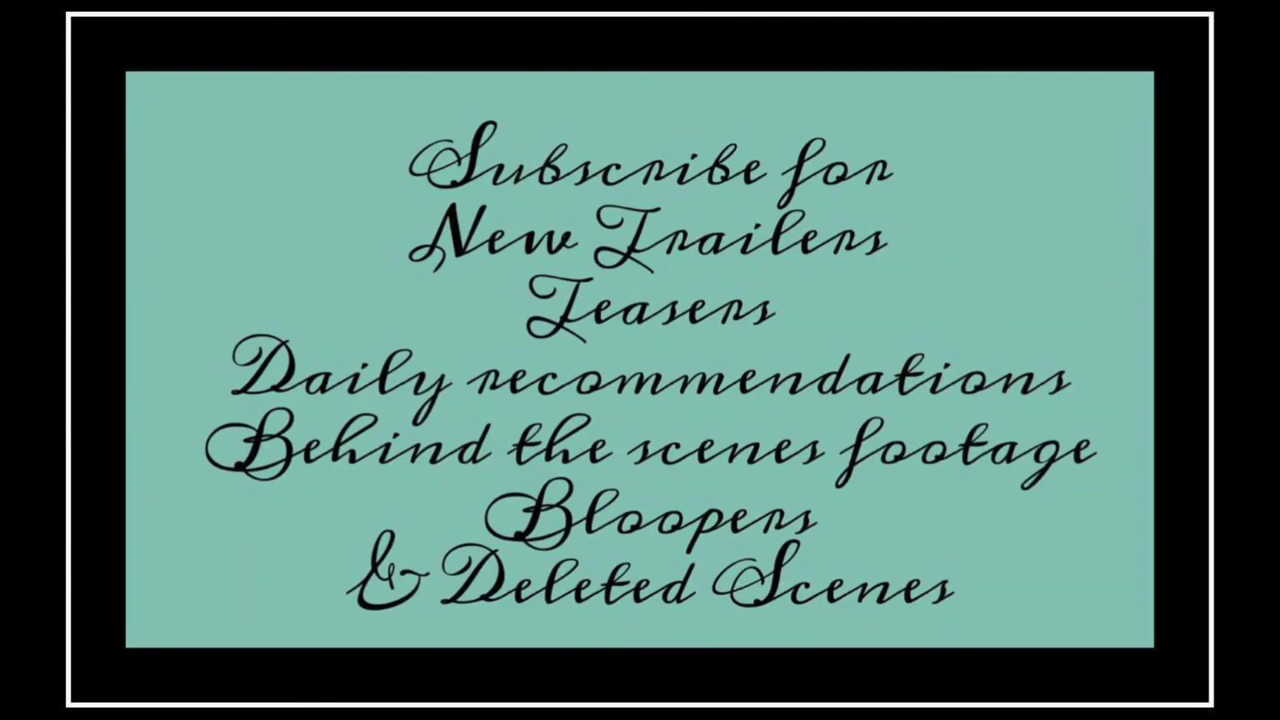 Subscribe for
New Trailers
Teasers
Daily recommendations
Behind the scenes footage
Bloopers
& Deleted Scenes